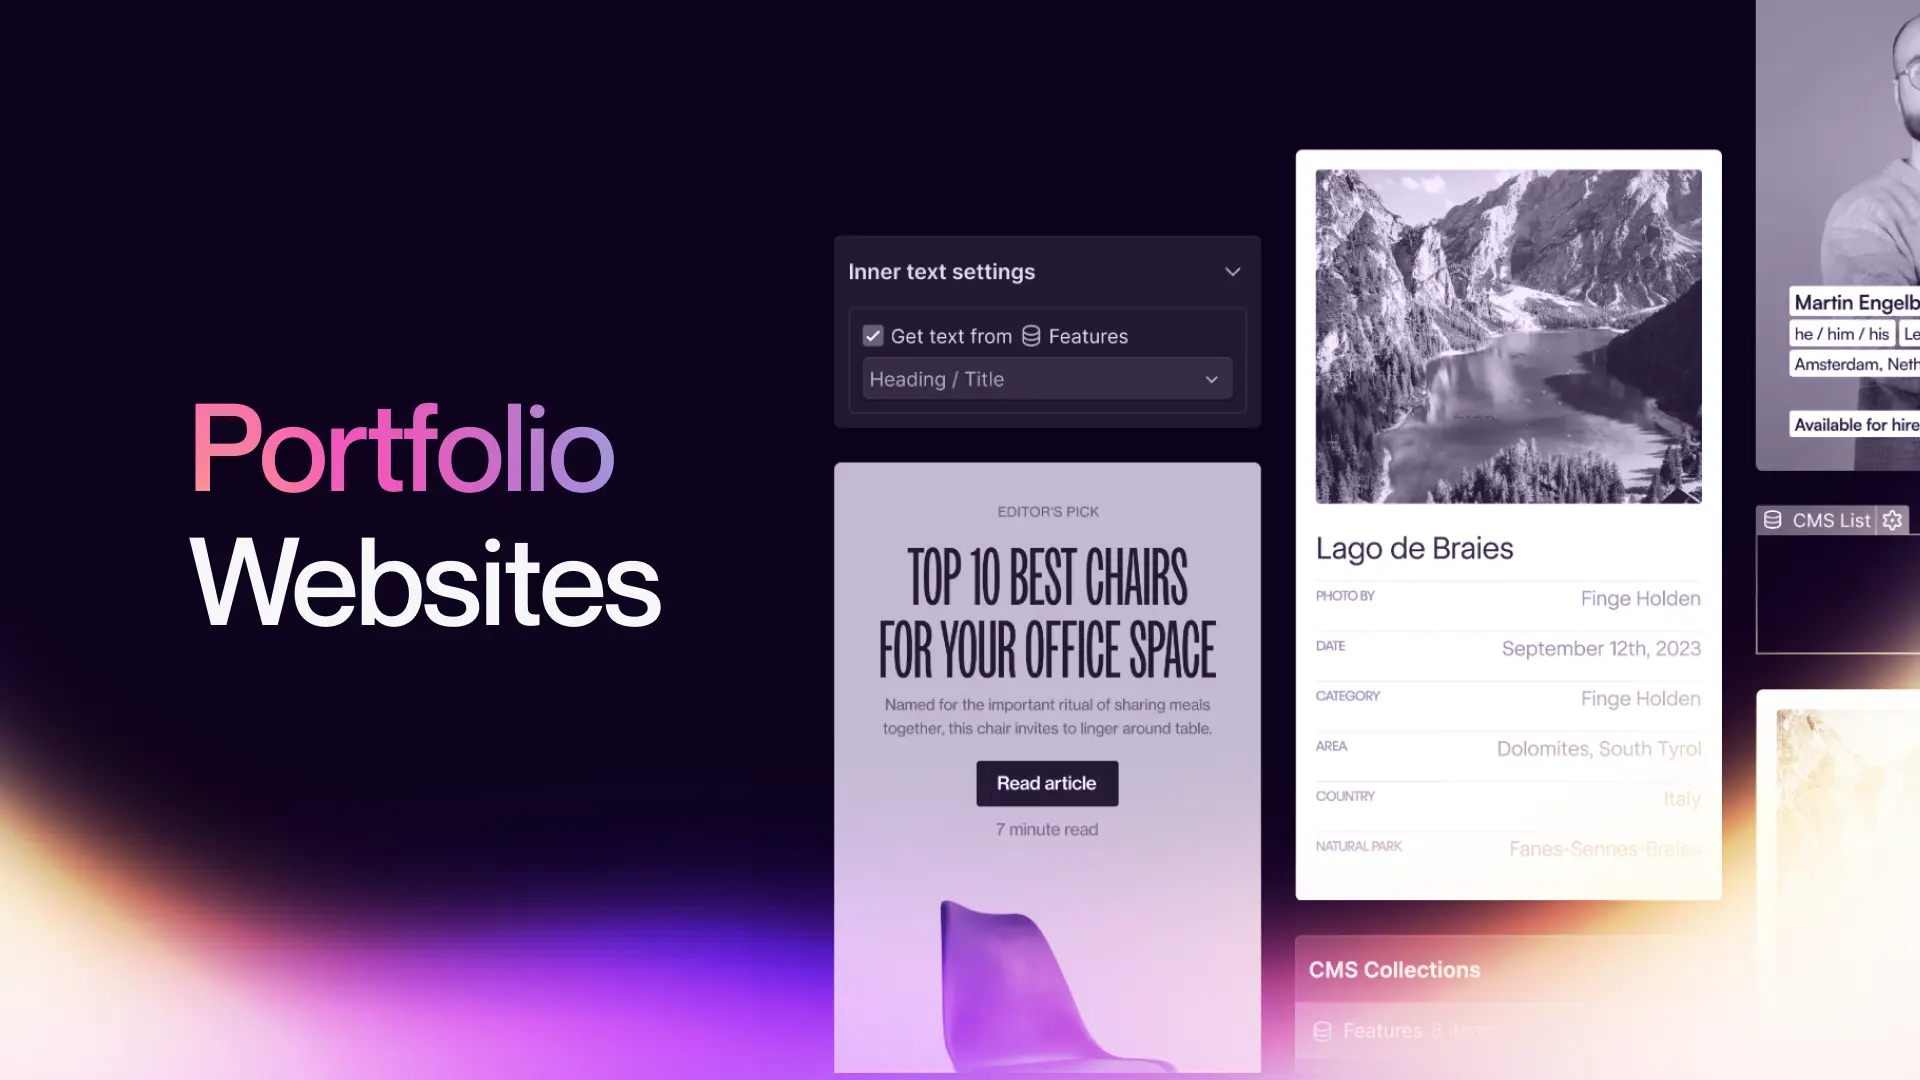 Portfolio
Websites
Inner text settings
Get text from Features
Heading / Title
EDITOR'S PICK
TOP 10 BEST CHAIRS
FOR YOUR OFFICE SPACE
Named for the important ritual of sharing meals
together, this chair invites to linger around table.
Read article
7 minute read
Lago de Braies
PHOTO BY Finge Holden
DATE September 12th, 2023
CATEGORY Finge Holden
AREA Dolomites, South Tyrol
COUNTRY Italy
NATURAL PARK Fanes-Sennes-Braies
CMS Collections
Features 8 items
Martin Engelb
he / him / his Le
Amsterdam, Neth
Available for hire
CMS List